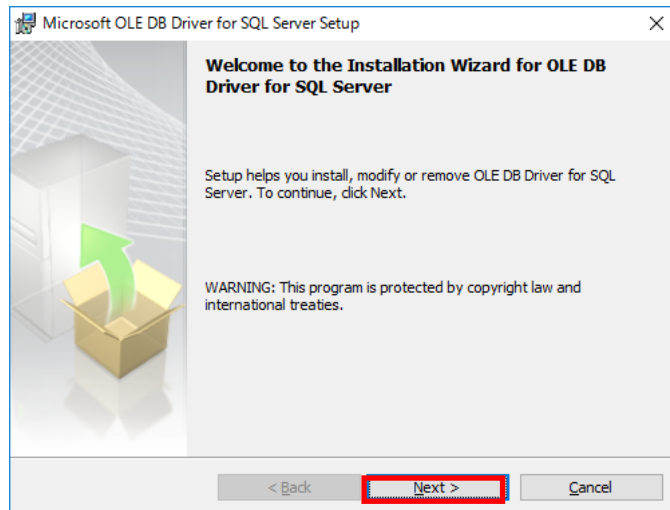 Microsoft OLE DB Driver for SQL Server Setup
Welcome to the Installation Wizard for OLE DB
Driver for SQL Server
Setup helps you install, modify or remove OLE DB Driver for SQL
Server. To continue, click Next.
WARNING: This program is protected by copyright law and
international treaties.
< Back
Next >
Cancel